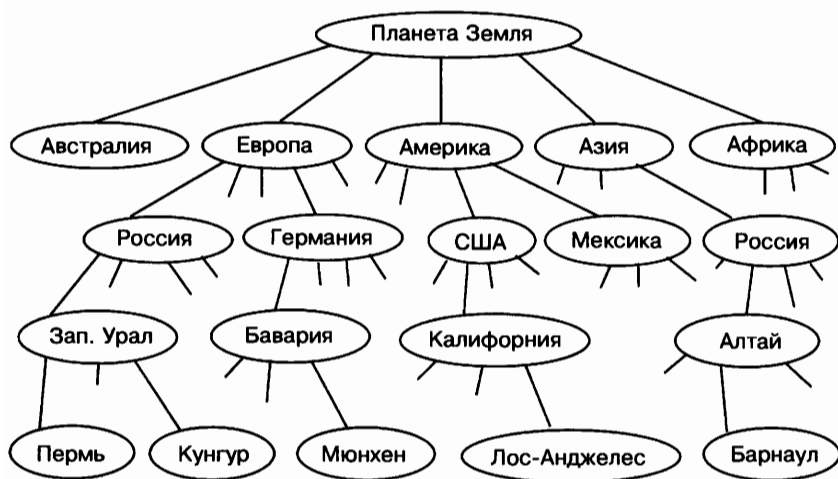 Планета Земля
Австралия Европа Америка Азия Африка
Россия Германия США Мексика Россия
Зап. Урал Бавария Калифорния Алтай
Пермь Кунгур Мюнхен Лос-Анджелес Барнаул